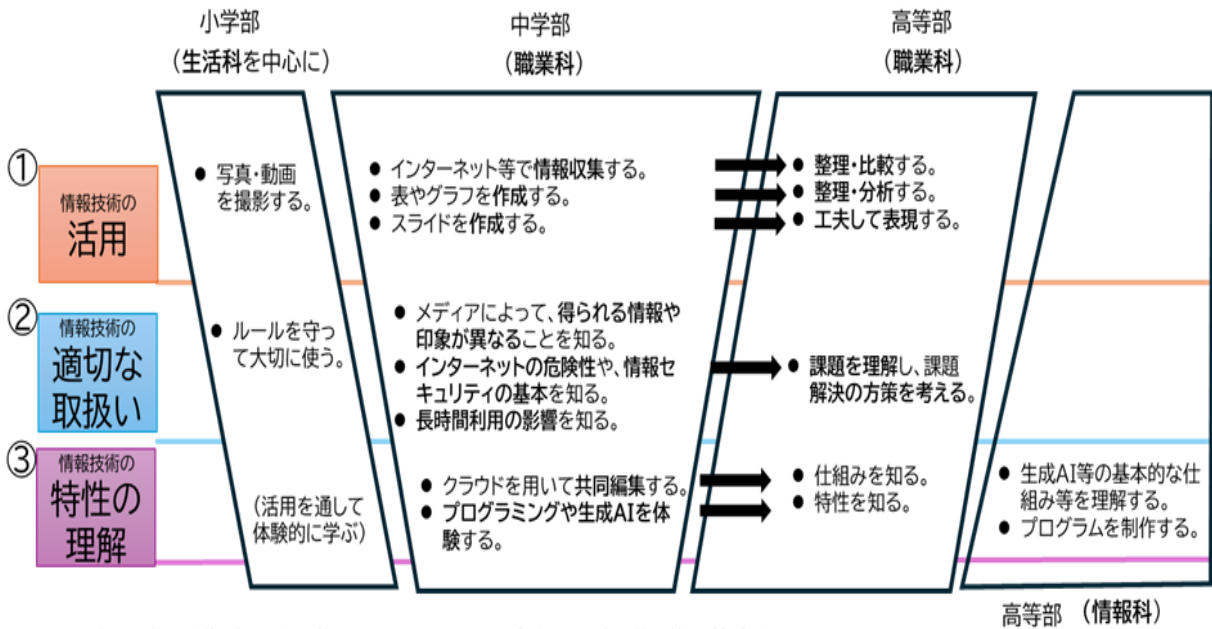 小学部
(生活科を中心に)
中学部
(職業科)
高等部
(職業科)
①
情報技術の
活用
● 写真・動画
を撮影する。
● インターネット等で情報収集する。
● 表やグラフを作成する。
● スライドを作成する。
● 整理・比較する。
● 整理・分析する。
● 工夫して表現する。
②
情報技術の
適切な
取扱い
● ルールを守っ
て大切に使う。
● メディアによって、得られる情報や
印象が異なることを知る。
● インターネットの危険性や、情報セ
キュリティの基本を知る。
● 長時間利用の影響を知る。
● 課題を理解し、課題
解決の方策を考える。
③
情報技術の
特性の
理解
(活用を通して
体験的に学ぶ)
● クラウドを用いて共同編集する。
● プログラミングや生成AIを体
験する。
● 仕組みを知る。
● 特性を知る。
● 生成AI等の基本的な仕
組み等を理解する。
● プログラムを制作する。
高等部 (情報科)